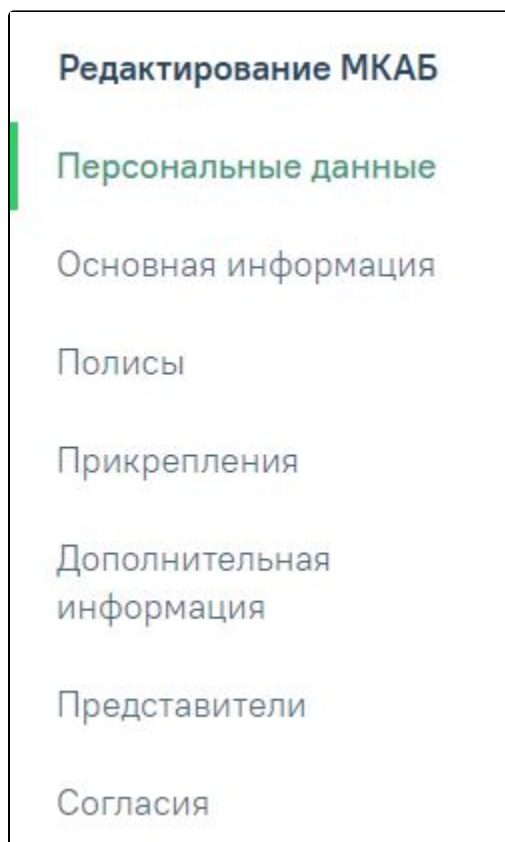 Редактирование МКАБ
Персональные данные
Основная информация
Полисы
Прикрепления
Дополнительная
информация
Представители
Согласия